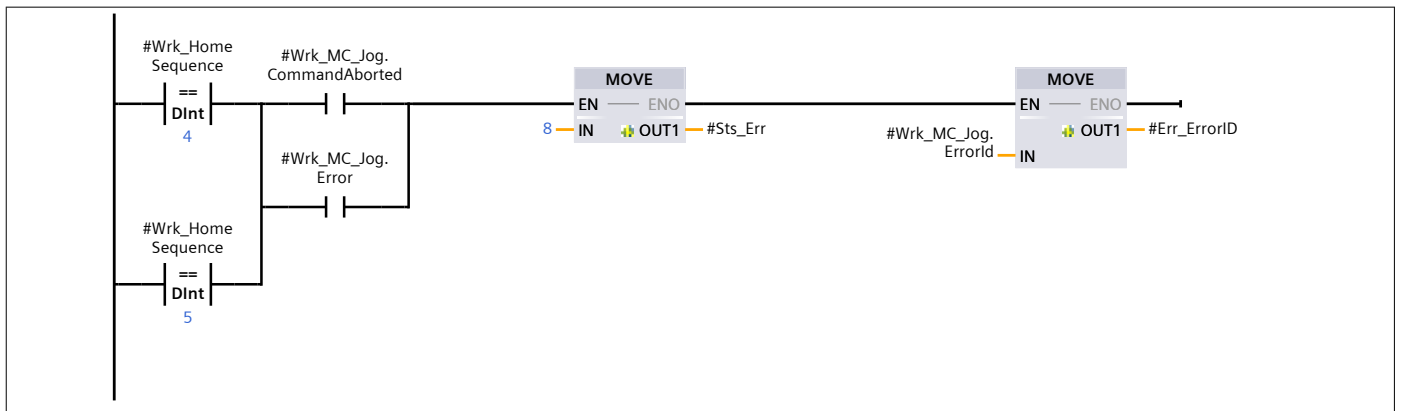 #Wrk_Home
Sequence
==
DInt
4
#Wrk_MC_Jog.
CommandAborted
#Wrk_MC_Jog.
Error
#Wrk_Home
Sequence
==
DInt
5
MOVE
EN ENO
8 IN OUT1 #Sts_Err
MOVE
EN ENO
#Wrk_MC_Jog.
ErrorId
IN
OUT1 #Err_ErrorID